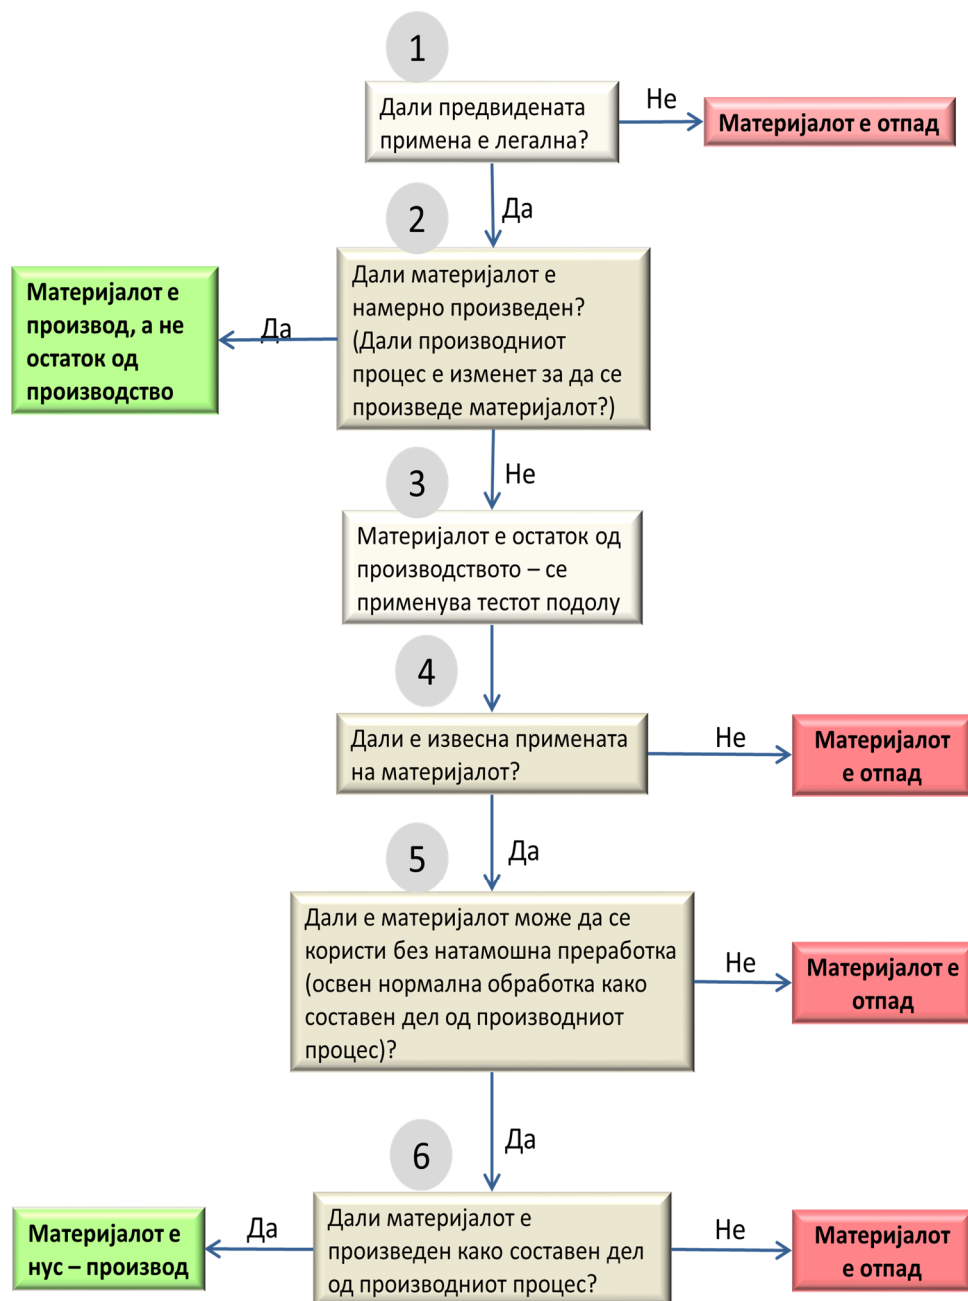 1
Дали предвидената
примена е легална?
Не
Материјалот е отпад
Да
2
Дали материјалот е
намерно произведен?
(Дали производниот
процес е изменет за да се
произведе материјалот?)
Да
Материјалот е
производ, а не
остаток од
производство
Не
3
Материјалот е остаток од
производството – се
применува тестот подолу
4
Дали е извесна примената
на материјалот?
Не
Материјалот
е отпад
Да
5
Дали е материјалот може да се
користи без натамошна преработка
(освен нормална обработка како
составен дел од производниот
процес)?
Не
Материјалот е
отпад
Да
6
Дали материјалот е
произведен како составен дел
од производниот процес?
Да
Материјалот е
нус – производ
Не
Материјалот
е отпад